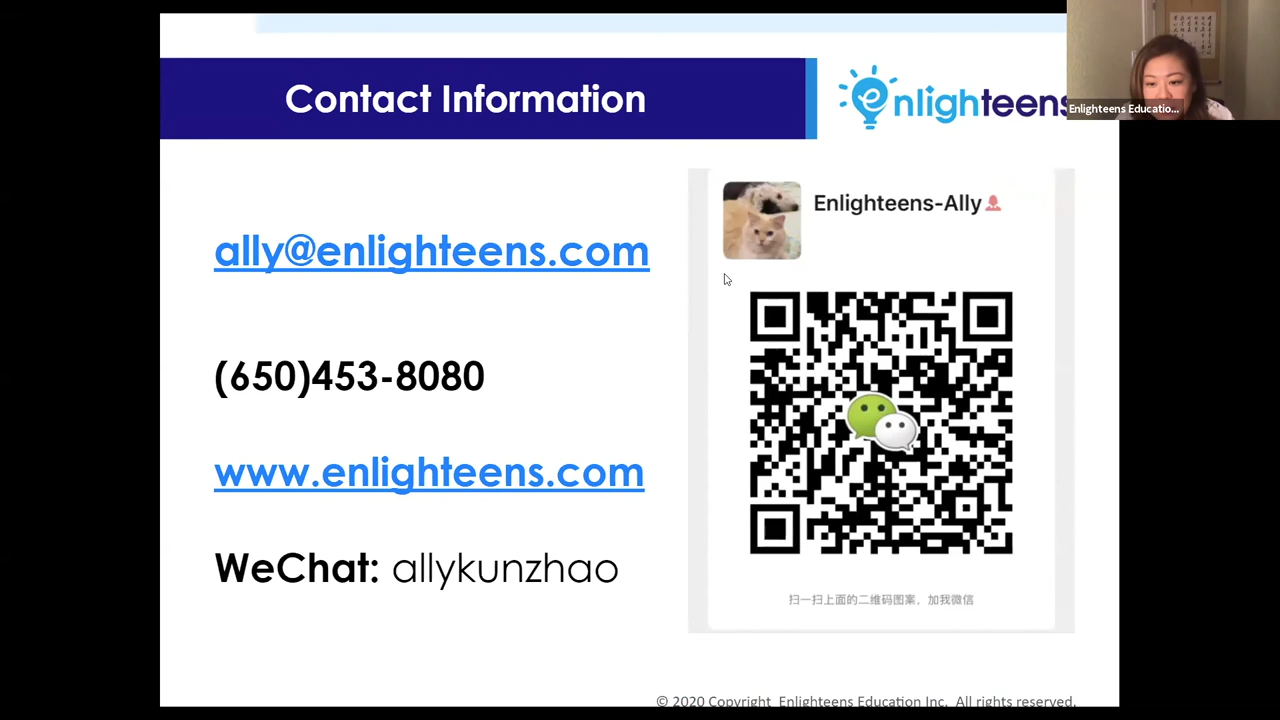 Contact Information
enlighteens
Enlighteens Educatio...
Enlighteens-Ally
ally@enlighteens.com
(650)453-8080
www.enlighteens.com
WeChat: allykunzhao
扫一扫上面的二维码图案，加我微信
© 2020 Copyright Enlighteens Education Inc. All rights reserved.